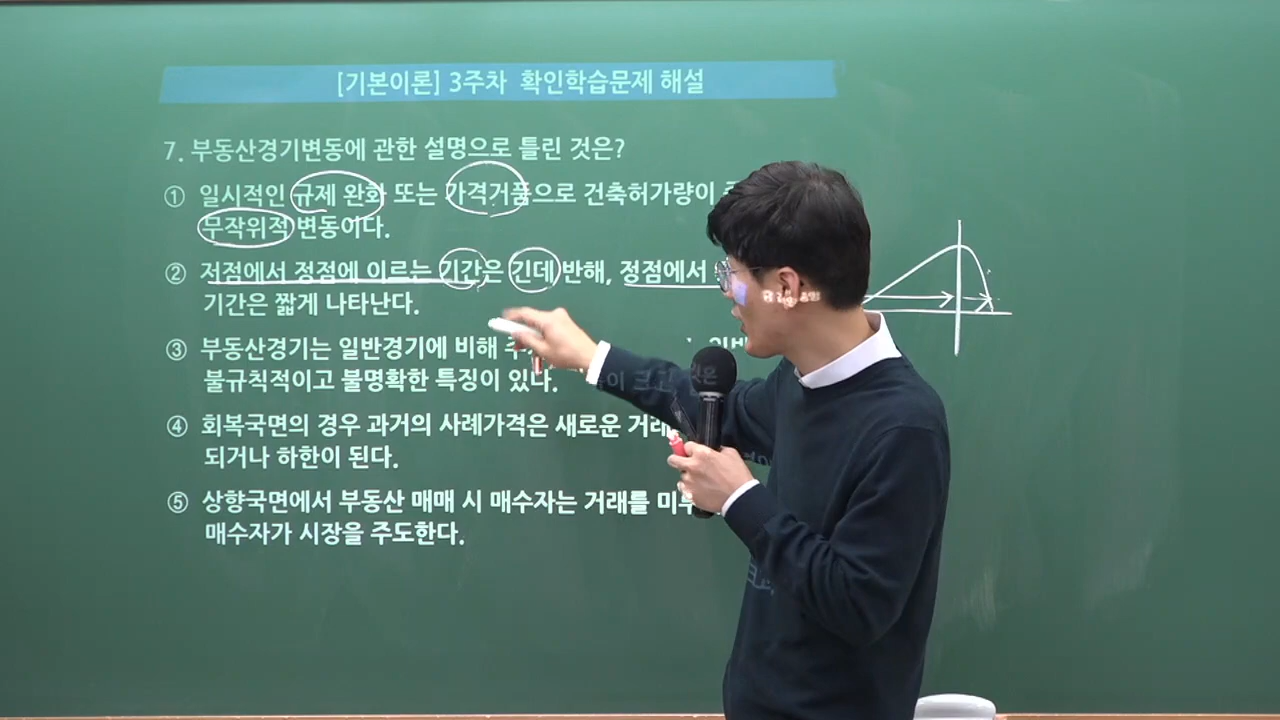 [기본이론] 3주차 확인학습문제 해설
7. 부동산경기변동에 관한 설명으로 틀린 것은?
① 일시적인 규제 완화 또는 가격거품으로 건축허가량이
무작위적 변동이다.
② 저점에서 정점에 이르는 기간은 긴데 반해, 정점에서
기간은 짧게 나타난다.
③ 부동산경기는 일반경기에 비해
불규칙적이고 불명확한 특징이 있다.
④ 회복국면의 경우 과거의 사례가격은 새로운
되거나 하한이 된다.
⑤ 상향국면에서 부동산 매매 시 매수자는 거래를
매수자가 시장을 주도한다.